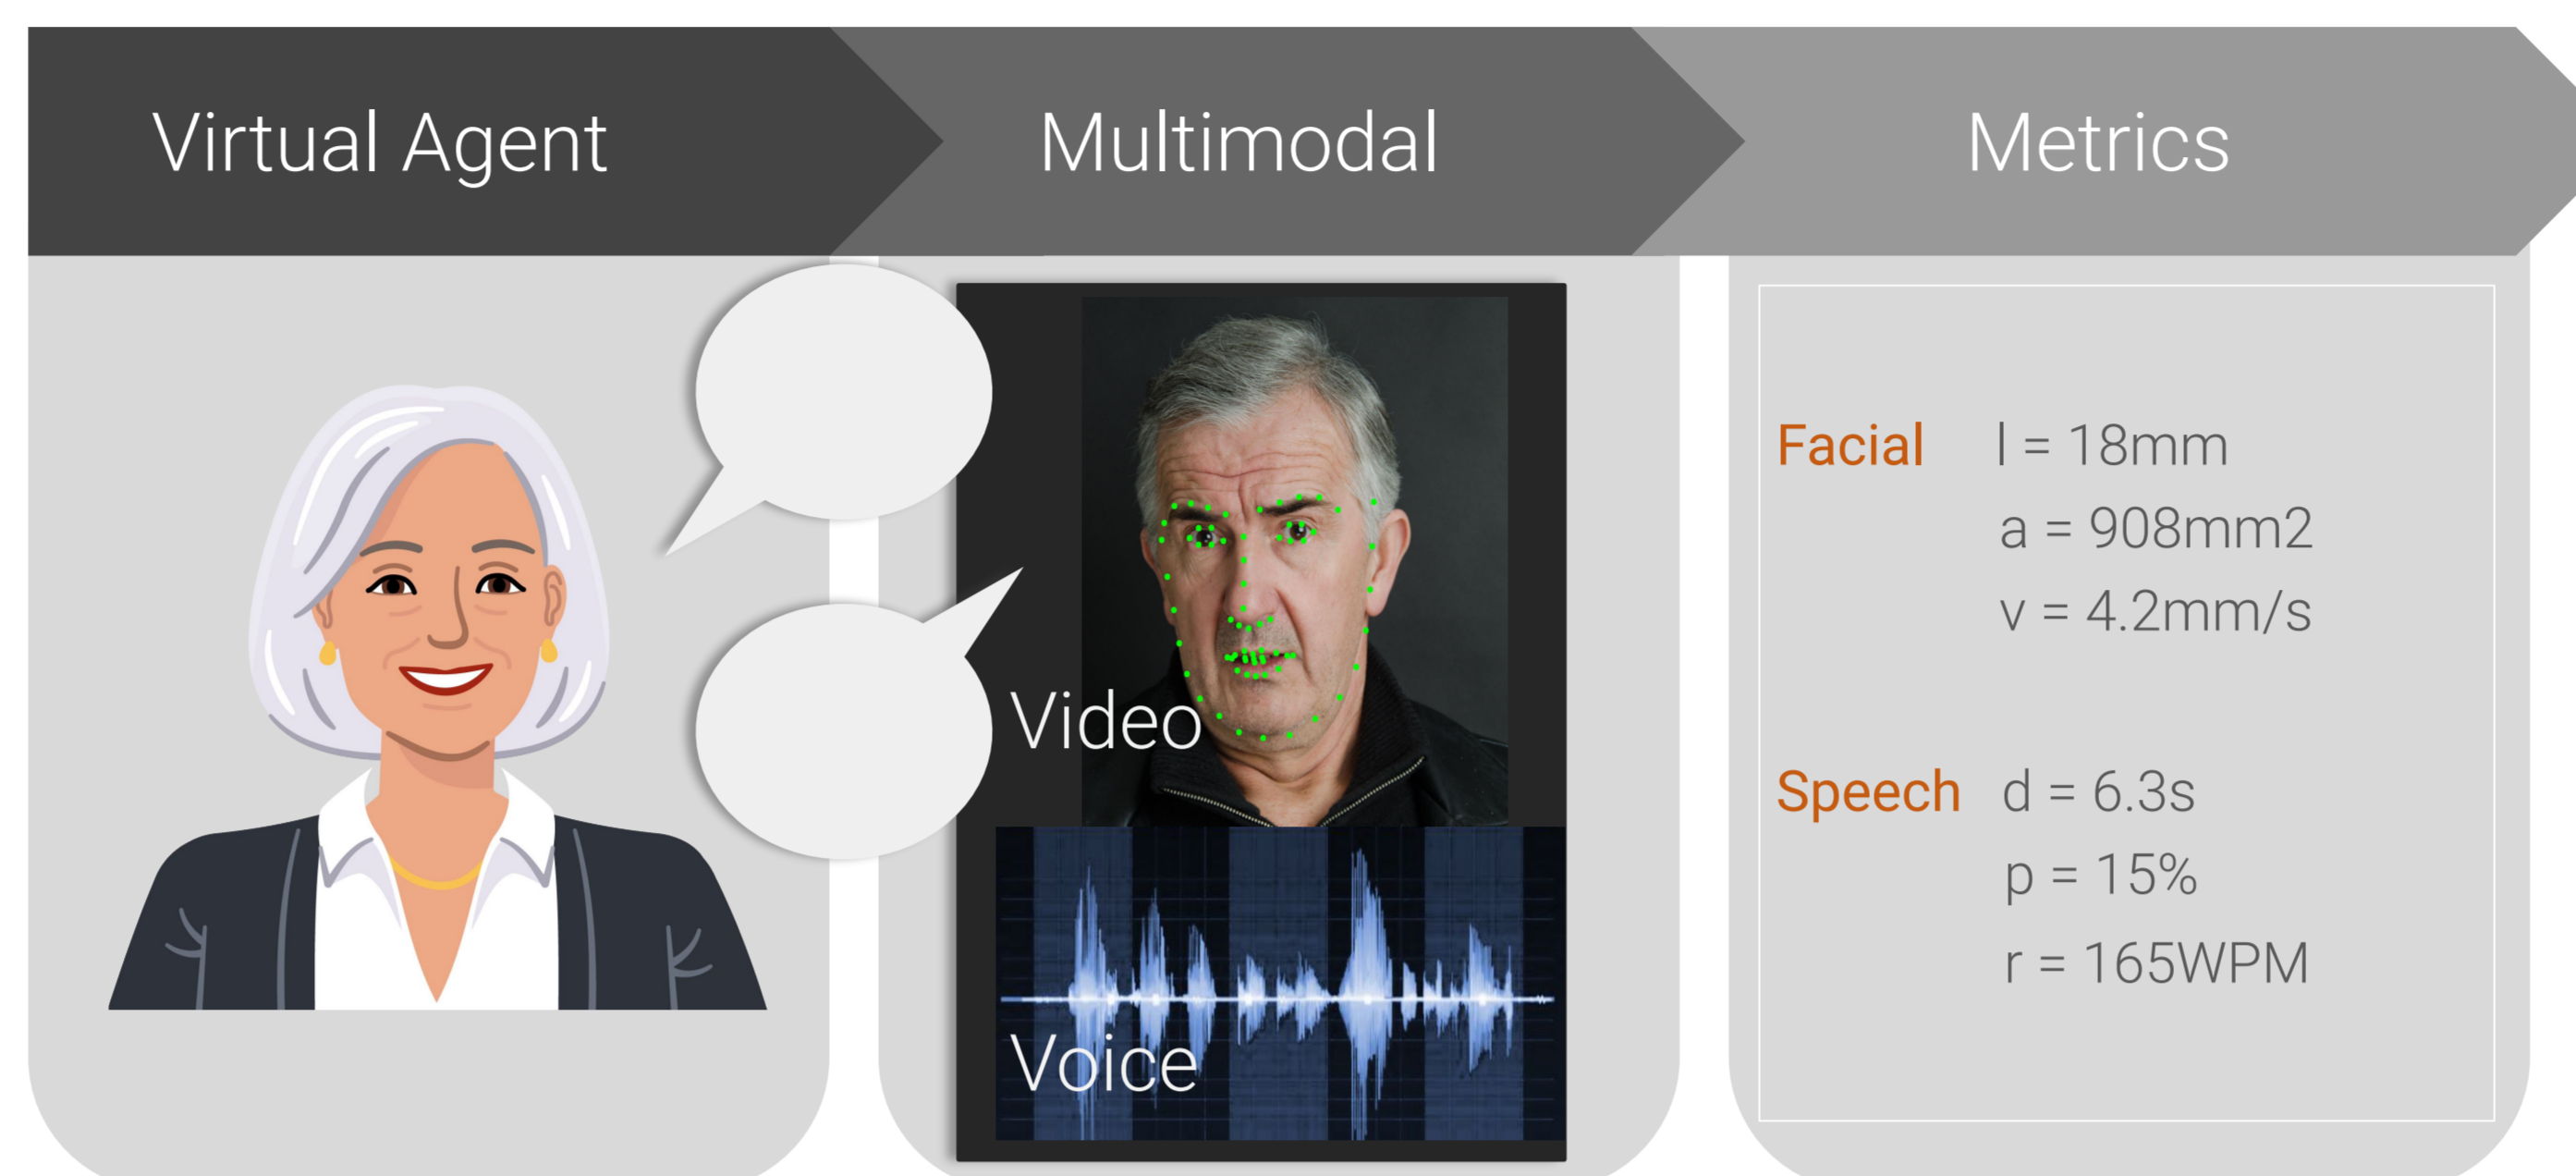 Virtual Agent
Multimodal
Metrics
Video
Voice
Facial l = 18mm
a = 908mm2
v = 4.2mm/s
Speech d = 6.3s
p = 15%
r = 165WPM